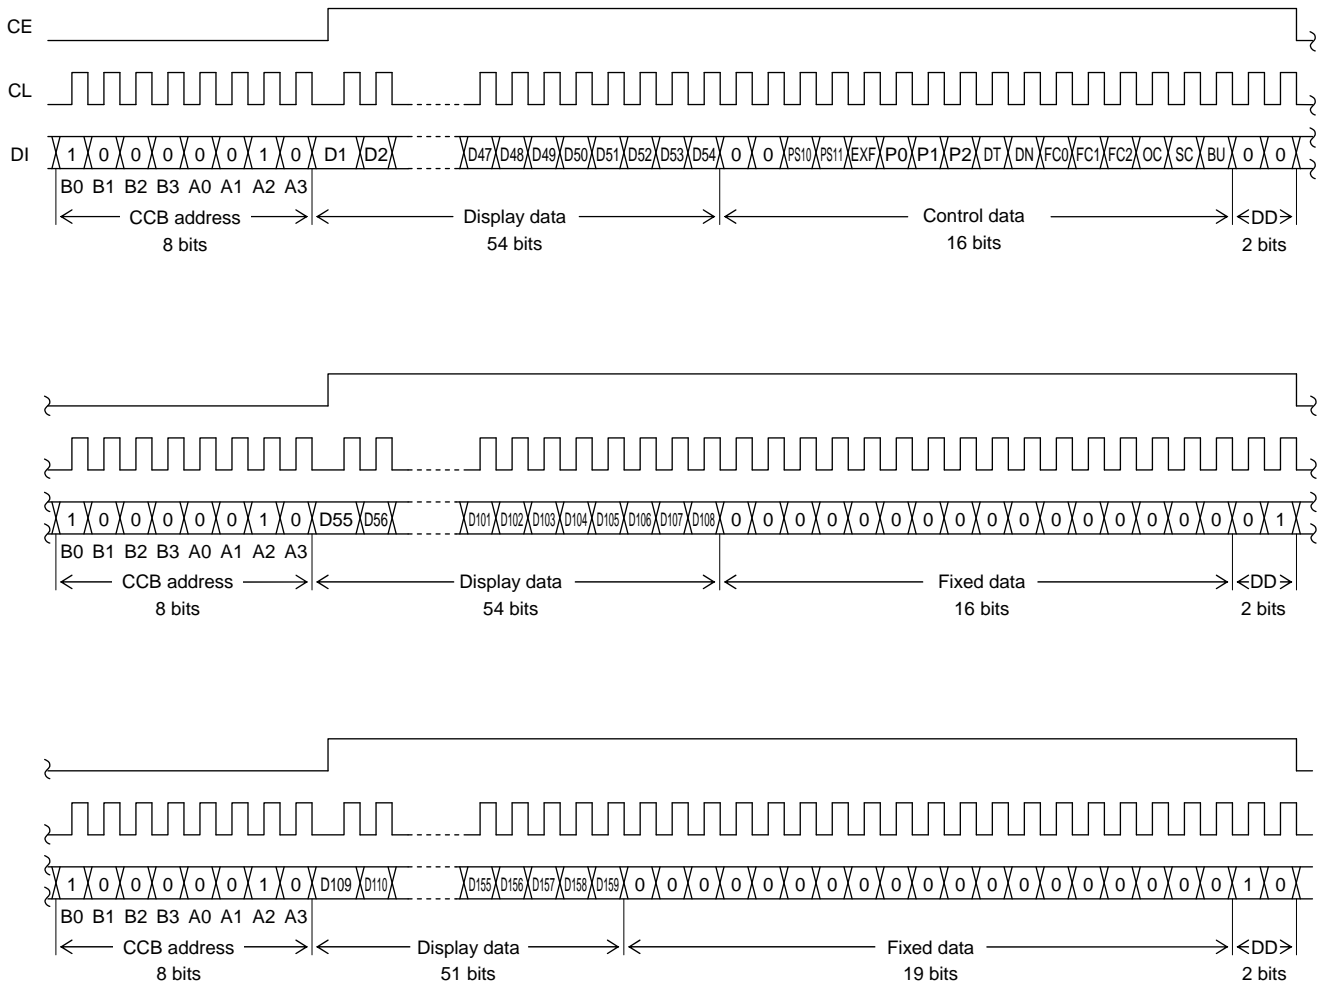 CE
CL
DI 1 0 0 0 0 0 1 0 D1 D2 D47 D48 D49 D50 D51 D52 D53 D54 0 0 PS10 PS11 EXF P0 P1 P2 DT DN FC0 FC1 FC2 OC SC BU 0 0
B0 B1 B2 B3 A0 A1 A2 A3
CCB address Display data Control data DD
8 bits 54 bits 16 bits 2 bits
1 0 0 0 0 0 1 0 D55 D56 D101 D102 D103 D104 D105 D106 D107 D108 0 0 0 0 0 0 0 0 0 0 0 0 0 0 0 0 0 1
B0 B1 B2 B3 A0 A1 A2 A3
CCB address Display data Fixed data DD
8 bits 54 bits 16 bits 2 bits
1 0 0 0 0 0 1 0 D109 D110 D155 D156 D157 D158 D159 0 0 0 0 0 0 0 0 0 0 0 0 0 0 0 0 0 0 0 1 0
B0 B1 B2 B3 A0 A1 A2 A3
CCB address Display data Fixed data DD
8 bits 51 bits 19 bits 2 bits